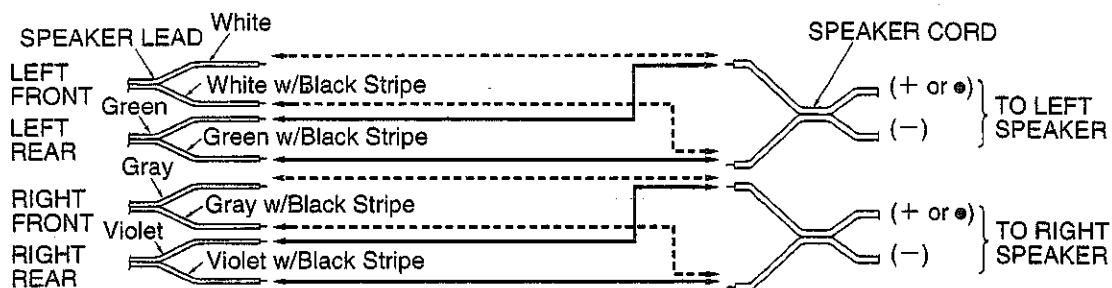 White
SPEAKER LEAD
LEFT
FRONT
White w/Black Stripe
Green
LEFT
REAR
Green w/Black Stripe
Gray
RIGHT
FRONT
Gray w/Black Stripe
Violet
RIGHT
REAR
Violet w/Black Stripe
SPEAKER CORD
(+ or ●)
(−)
TO LEFT
SPEAKER
(+ or ●)
(−)
TO RIGHT
SPEAKER